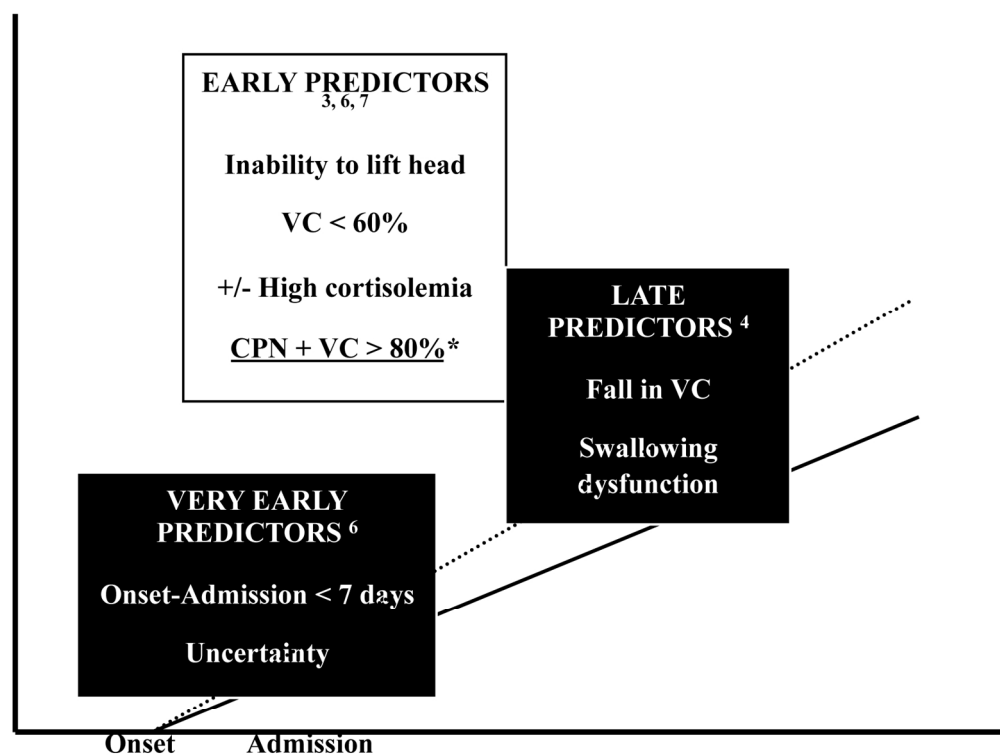 EARLY PREDICTORS
3, 6, 7
Inability to lift head
VC < 60%
+/- High cortisolemia
CPN + VC > 80%*
LATE
PREDICTORS 4
Fall in VC
Swallowing
dysfunction
VERY EARLY
PREDICTORS 6
Onset-Admission < 7 days
Uncertainty
Onset Admission